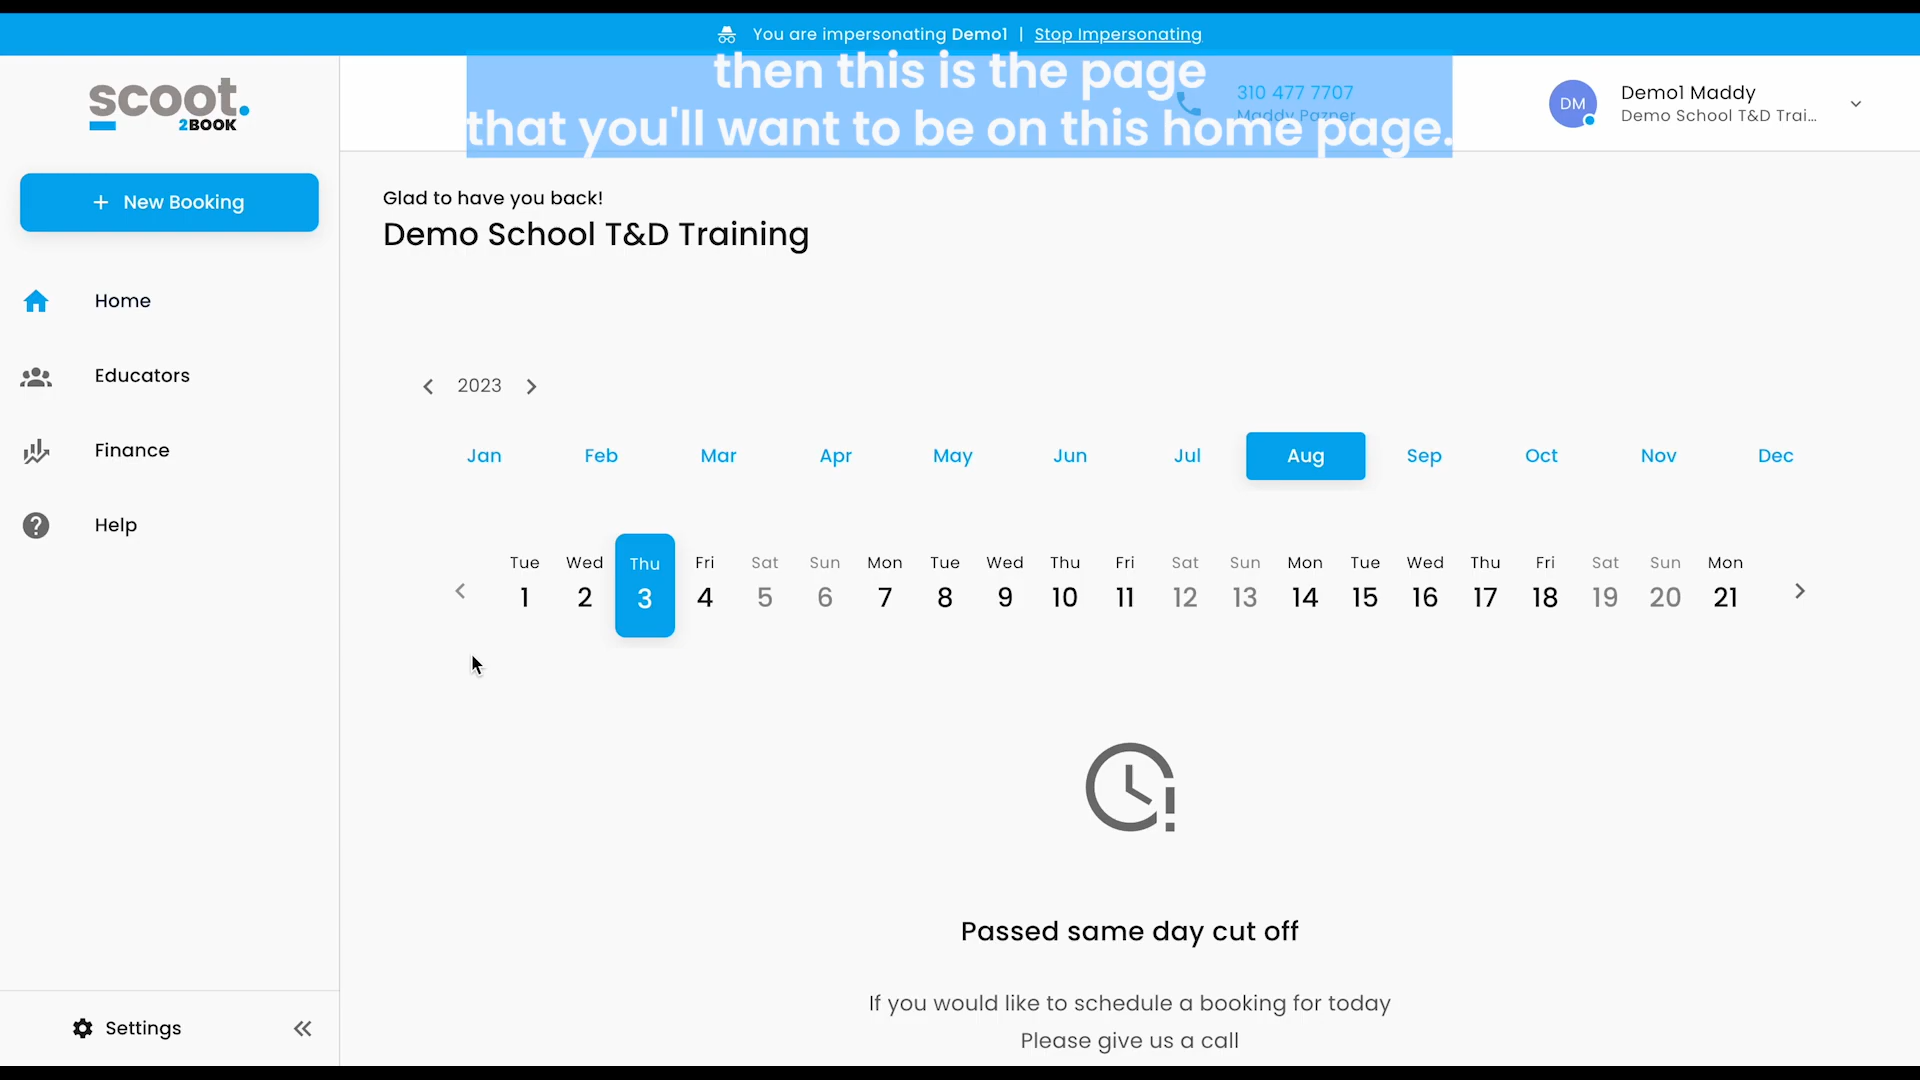 You are impersonating Demo1 | Stop Impersonating
scoot.
2BOOK
then this is the page
that you'll want to be on this home page.
310 477 7707
Maddy Pazner
DM
Demo1 Maddy
Demo School T&D Trai...
+ New Booking
Home
Educators
Finance
Help
Settings
Glad to have you back!
Demo School T&D Training
2023
Jan Feb Mar Apr May Jun Jul Aug Sep Oct Nov Dec
Tue Wed Thu Fri Sat Sun Mon Tue Wed Thu Fri Sat Sun Mon Tue Wed Thu Fri Sat Sun Mon
1 2 3 4 5 6 7 8 9 10 11 12 13 14 15 16 17 18 19 20 21
Passed same day cut off
If you would like to schedule a booking for today
Please give us a call